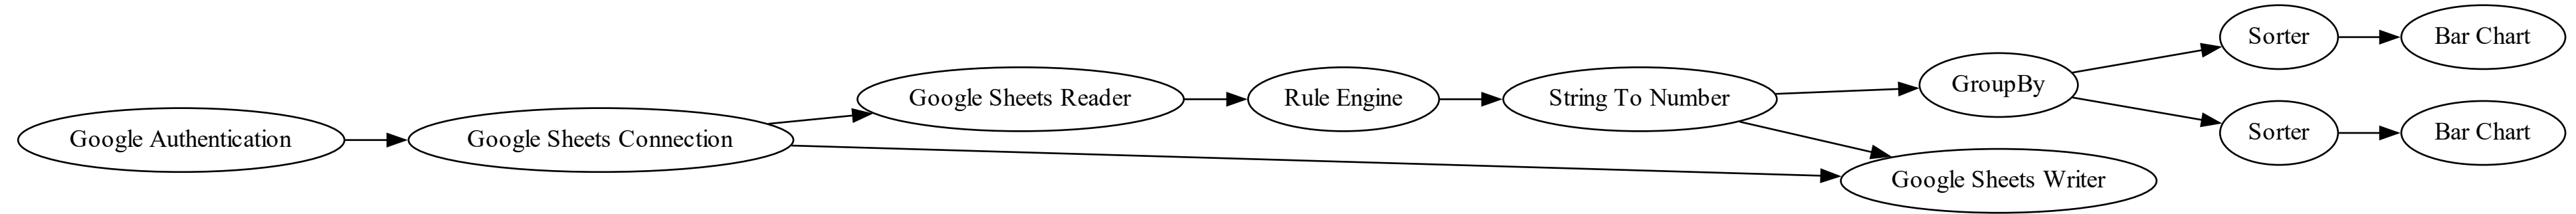 Google Authentication
Google Sheets Connection
Google Sheets Reader
Rule Engine
String To Number
GroupBy
Sorter
Bar Chart
Sorter
Bar Chart
Google Sheets Writer